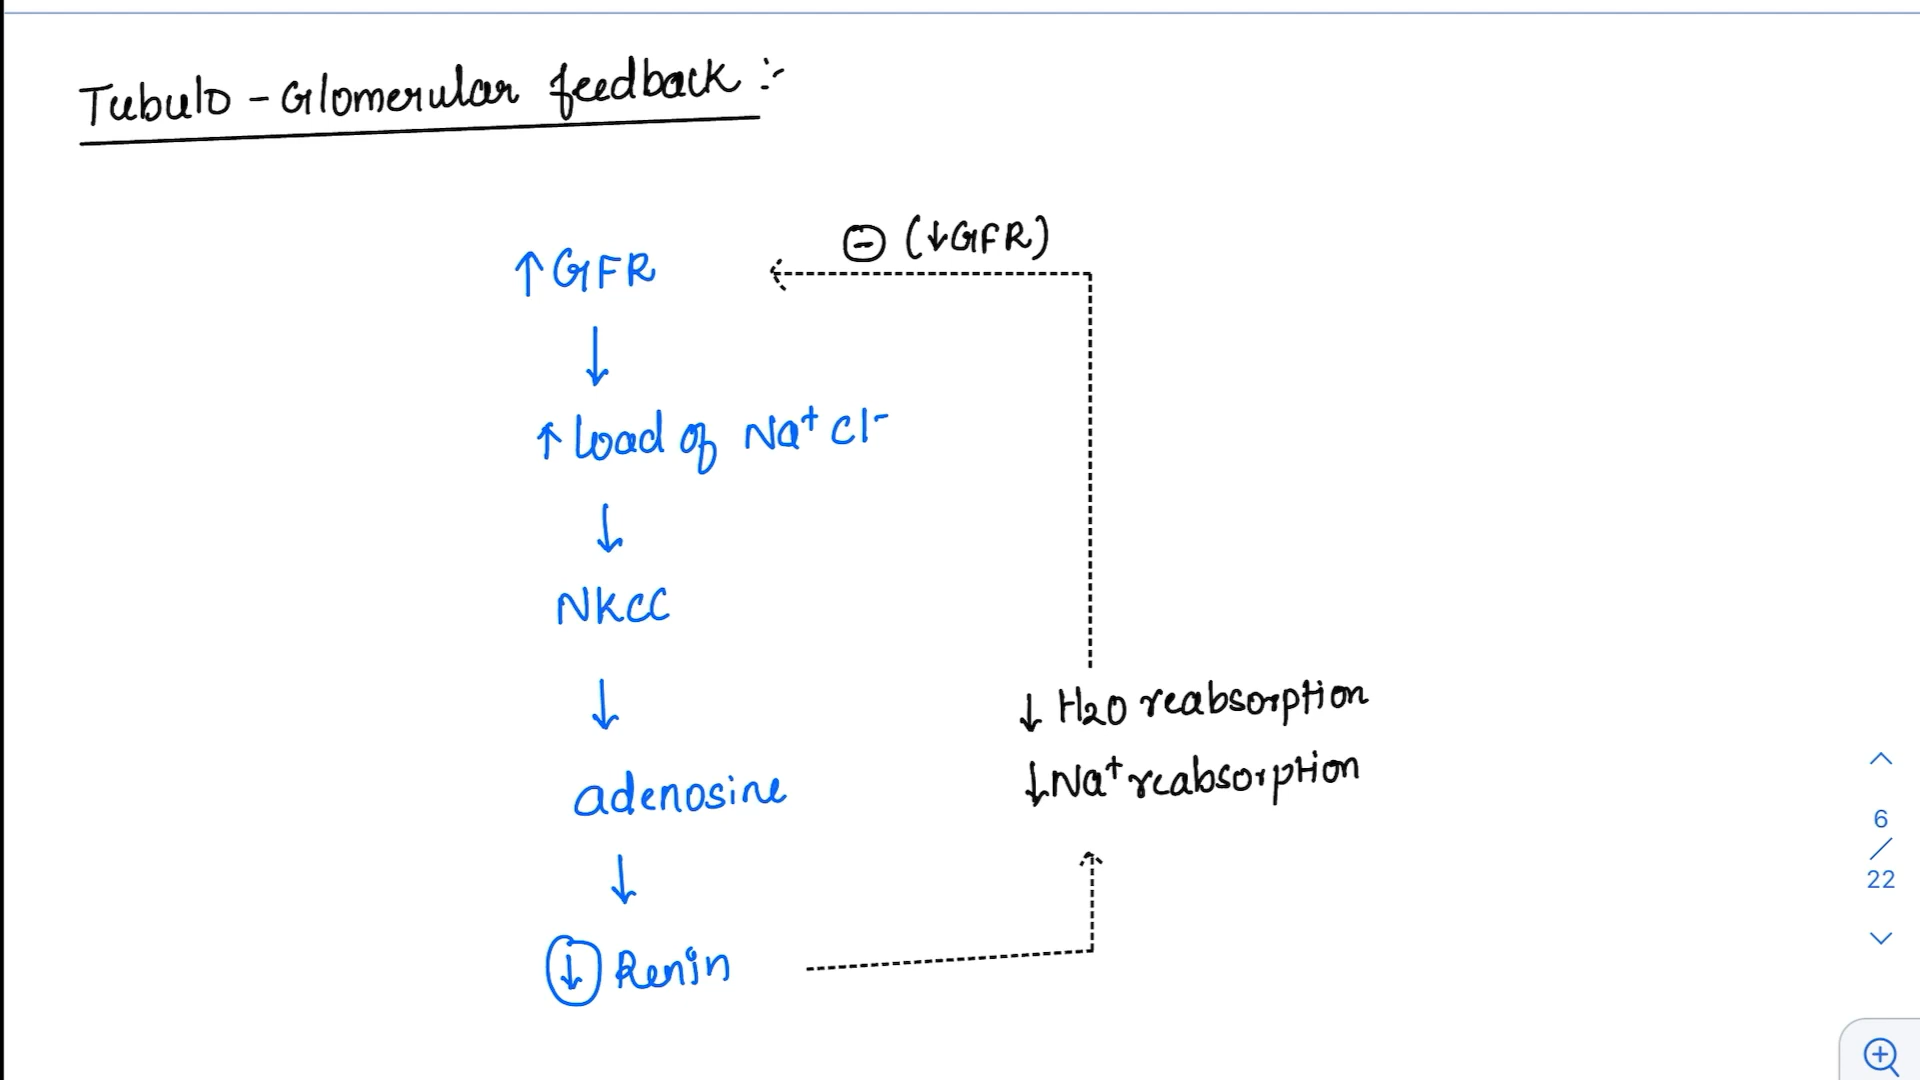 Tubulo - Glomerular feedback :-
⊖ (↓GFR)
↑ GFR
↓
↑ load of Na⁺ Cl⁻
↓
NKCC
↓
adenosine
↓
↓ Renin
↓ H2O reabsorption
↓ Na⁺ reabsorption
6
/
22